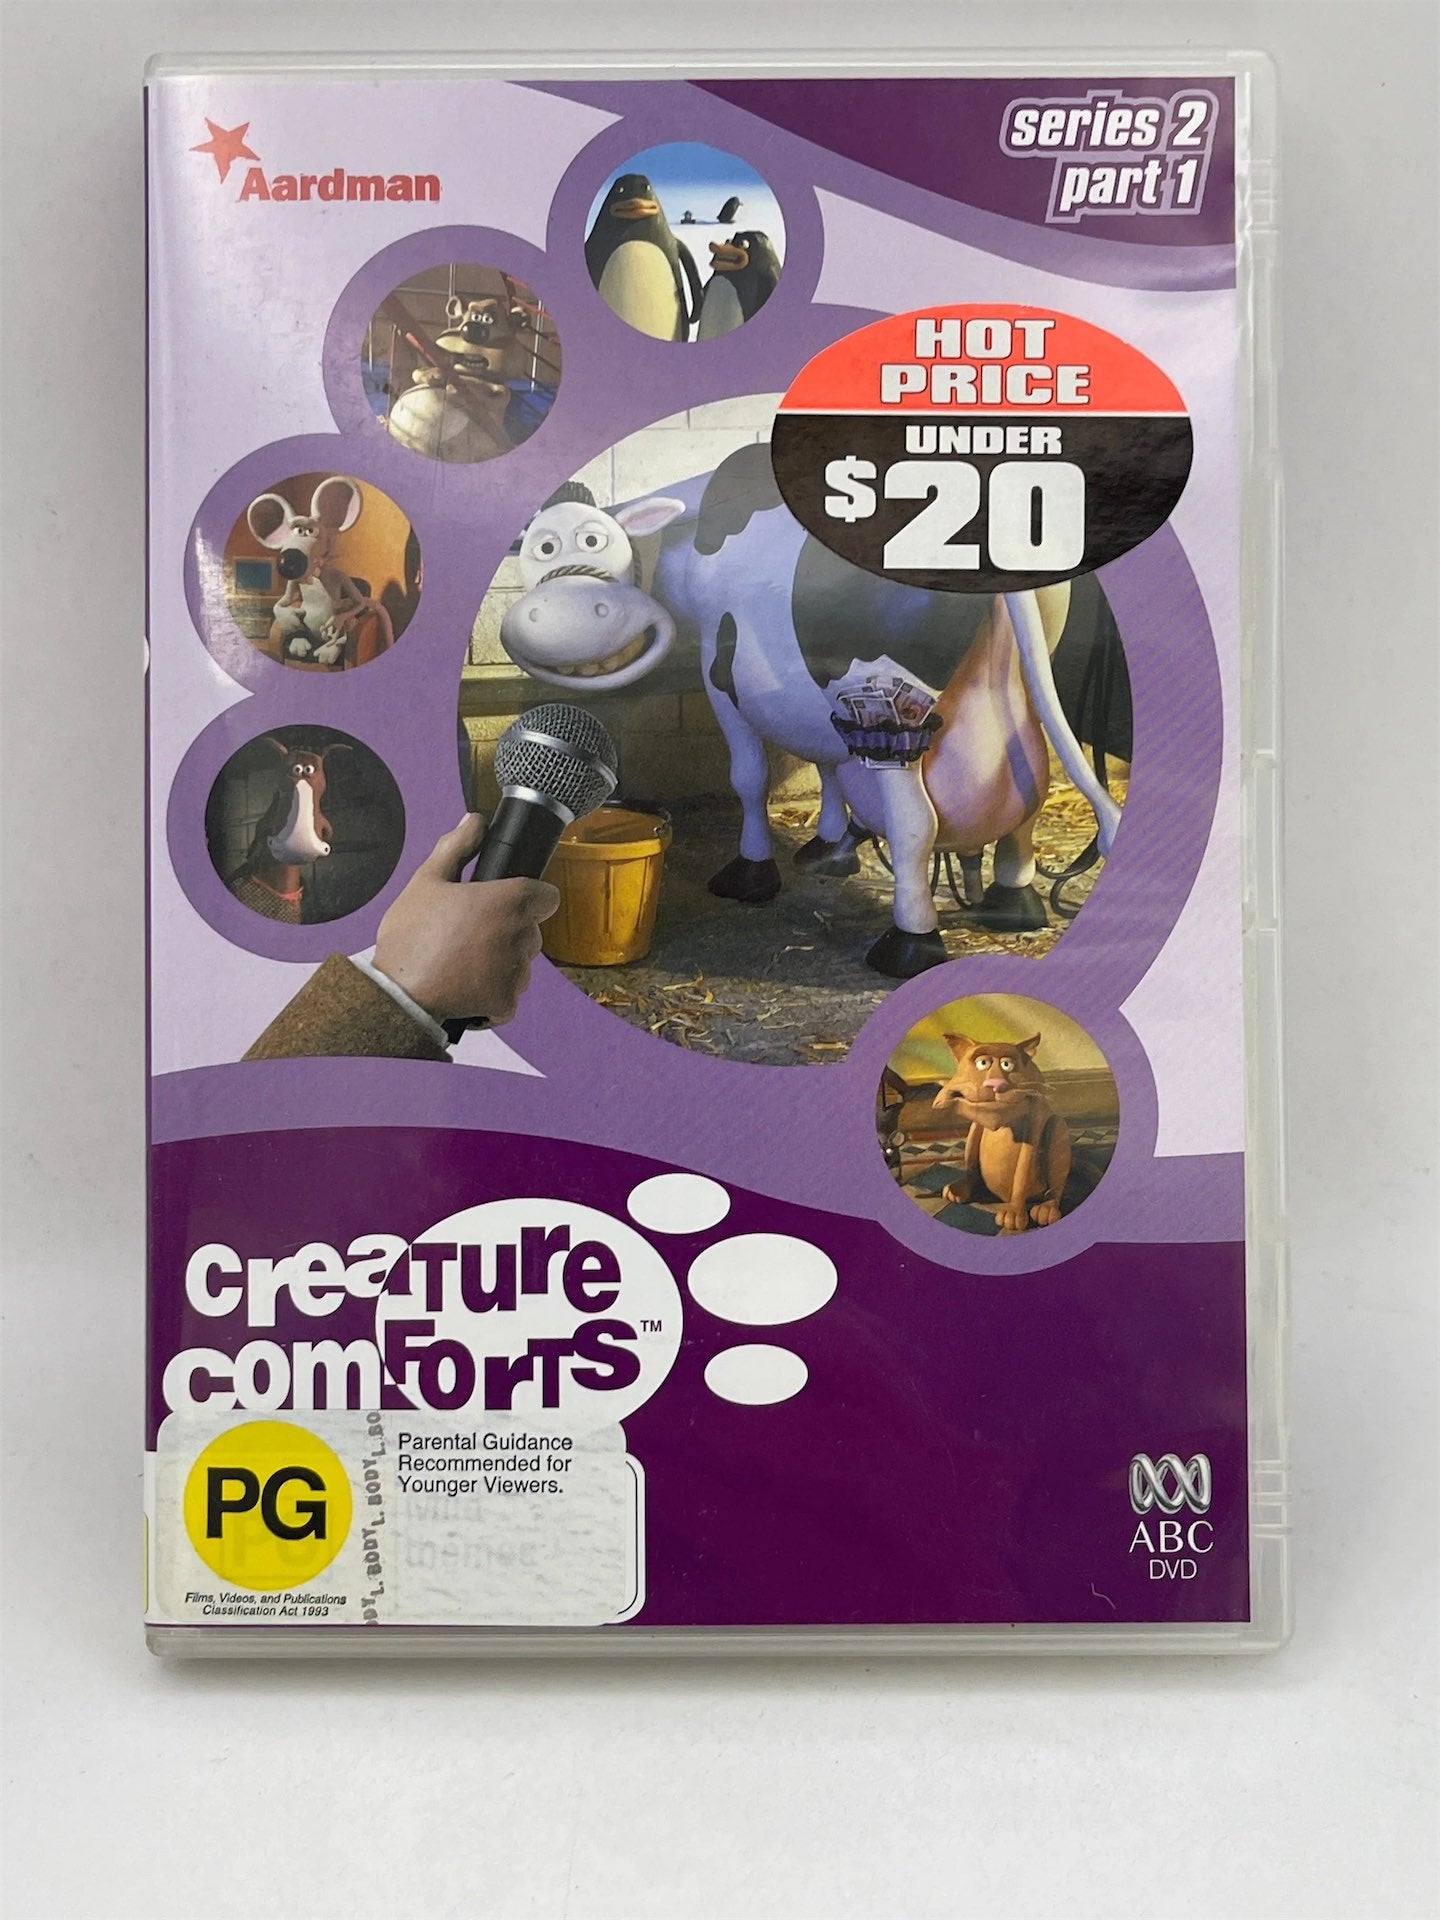 Aardman
series 2
part 1
HOT
PRICE
UNDER
$20
creature
comforts™
PG
Parental Guidance
Recommended for
Younger Viewers.
Films, Videos, and Publications
Classification Act 1993
ABC
DVD